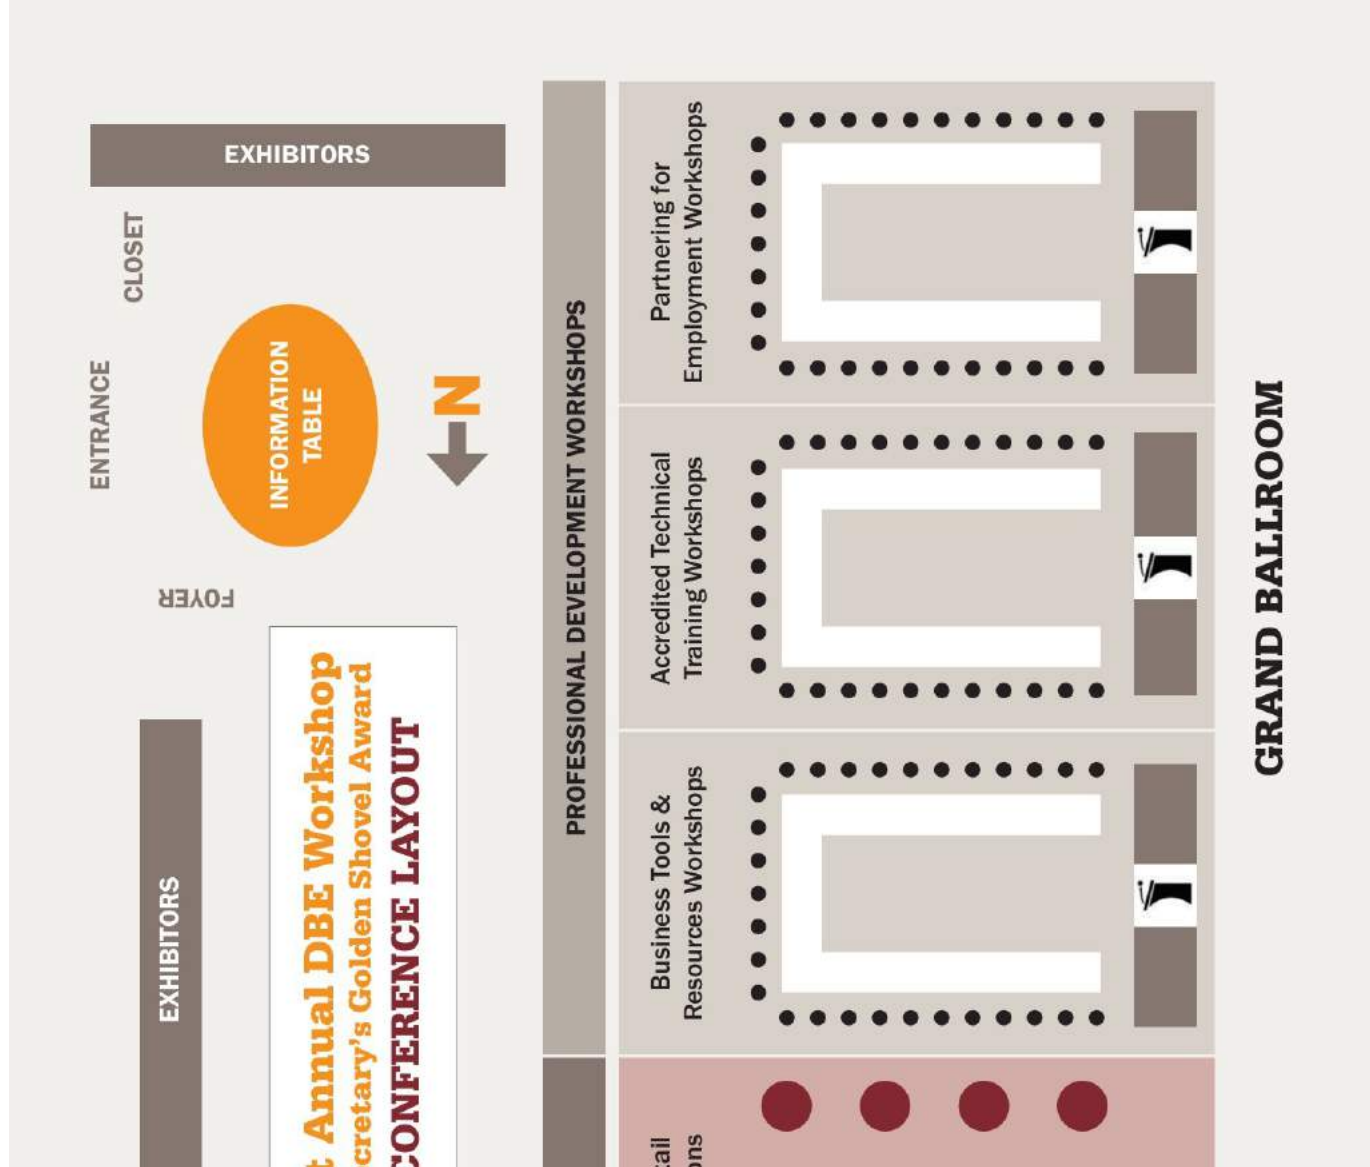 EXHIBITORS
CLOSET
ENTRANCE
INFORMATION
TABLE
N
FOYER
EXHIBITORS
Annual DBE Workshop
Golden Shovel Award
CONFERENCE LAYOUT
PROFESSIONAL DEVELOPMENT WORKSHOPS
Partnering for
Employment Workshops
Accredited Technical
Training Workshops
Business Tools &
Resources Workshops
GRAND BALLROOM